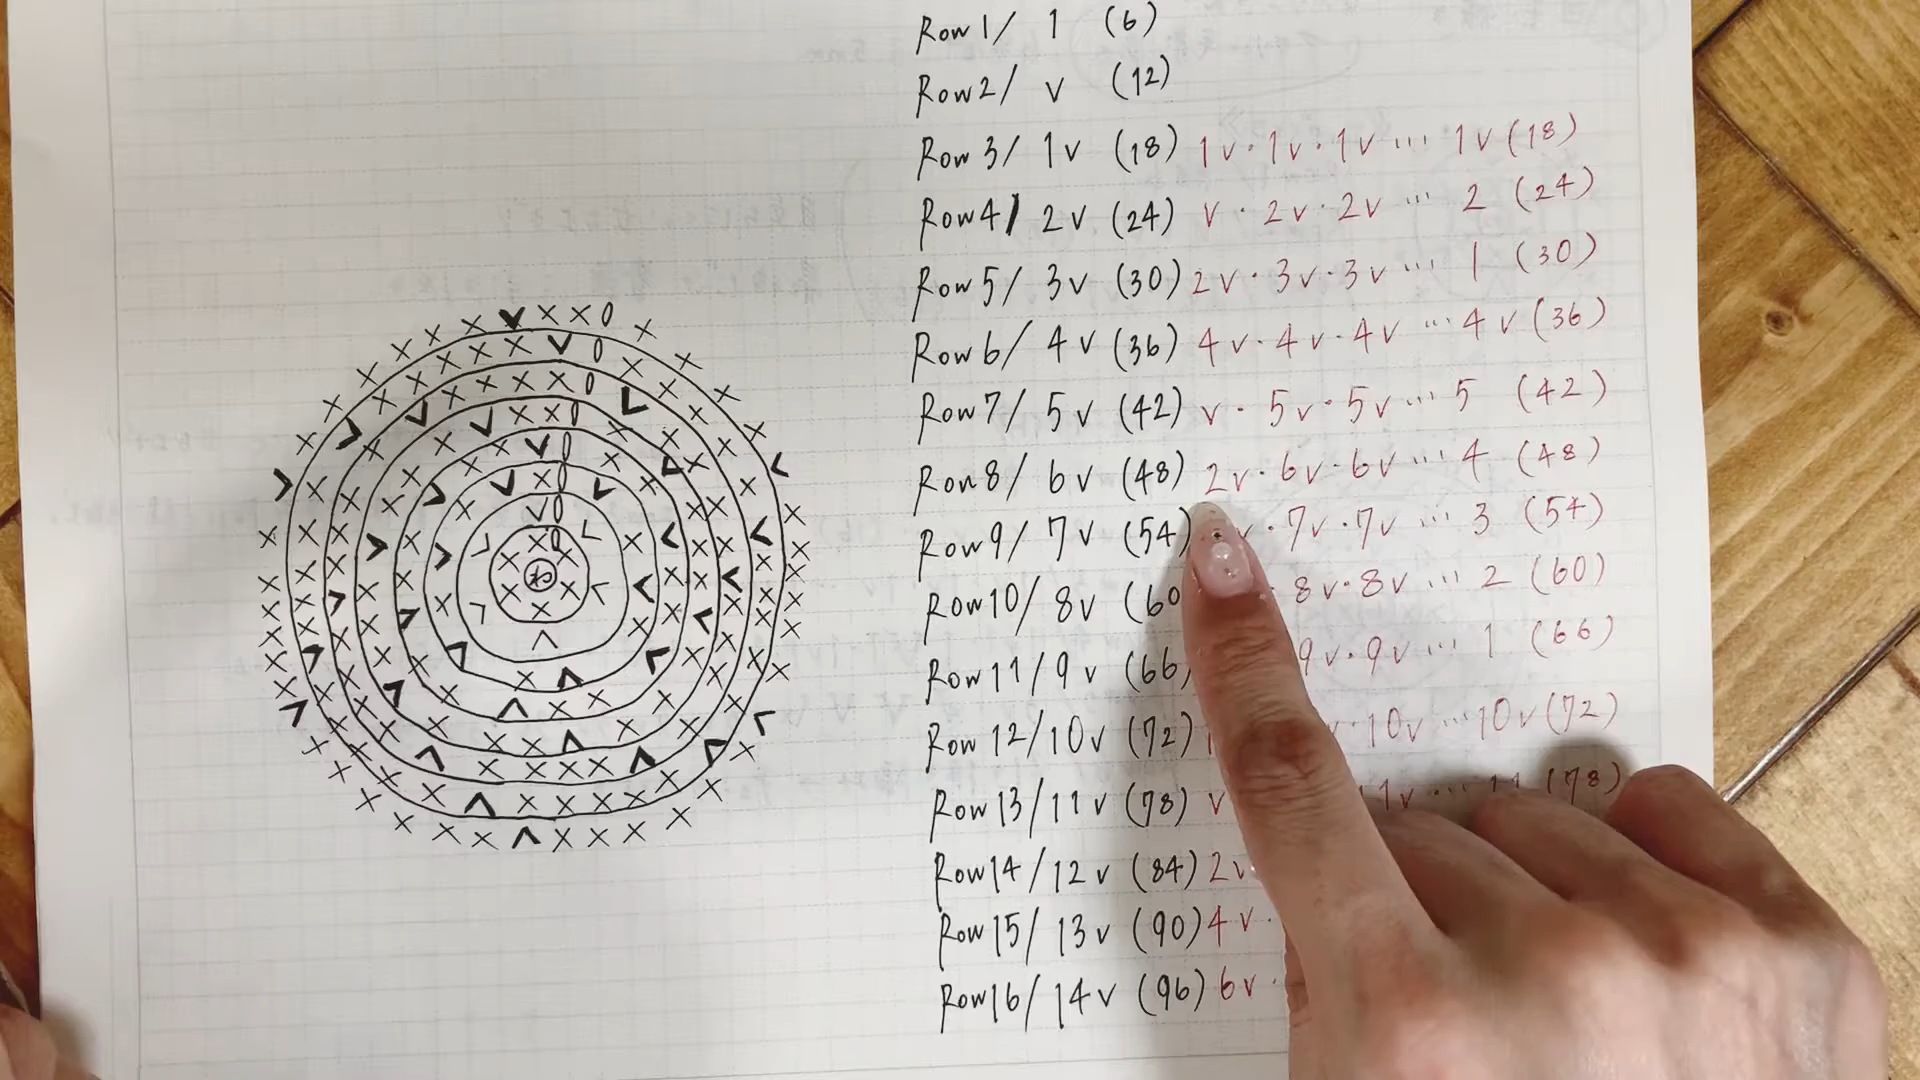 Row1/ 1 (6)
Row2/ v (12)
Row3/ 1v (18) 1v・1v・1v…1v(18)
Row4/ 2v (24) v・2v・2v…2 (24)
Row5/ 3v (30) 2v・3v・3v…1 (30)
Row6/ 4v (36) 4v・4v・4v…4v(36)
Row7/ 5v (42) v・5v・5v…5 (42)
Row8/ 6v (48) 2v・6v・6v…4 (48)
Row9/ 7v (54) v・7v・7v…3 (54)
Row10/ 8v (60 ・8v・8v…2 (60)
Row11/ 9v (66) 9v・9v…1 (66)
Row12/ 10v (72) v・10v…10v(72)
Row13/ 11v (78) v 1v…11 (78)
Row14/ 12v (84) 2v
Row15/ 13v (90) 4v・
Row16/ 14v (96) 6v・
わ